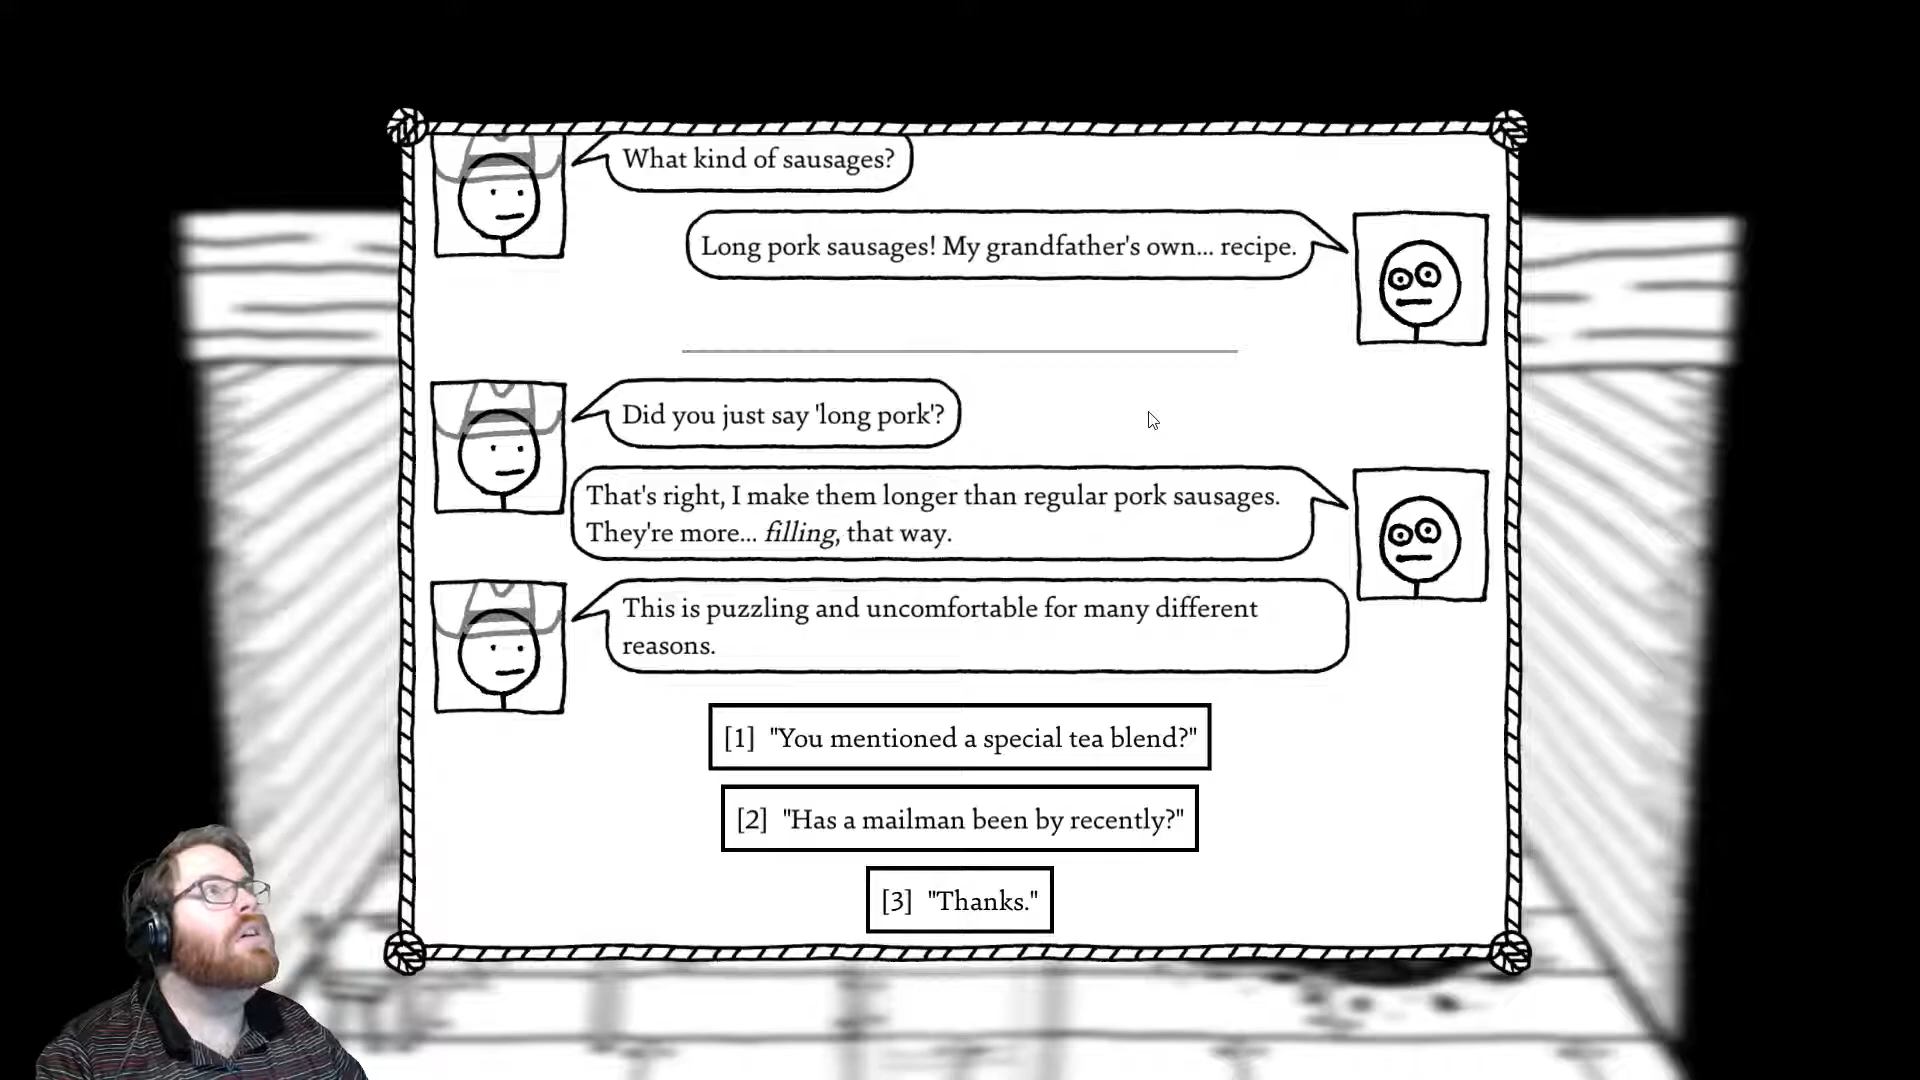 What kind of sausages?
Long pork sausages! My grandfather's own... recipe.
Did you just say 'long pork'?
That's right, I make them longer than regular pork sausages.
They're more... filling, that way.
This is puzzling and uncomfortable for many different
reasons.
[1] "You mentioned a special tea blend?"
[2] "Has a mailman been by recently?"
[3] "Thanks."